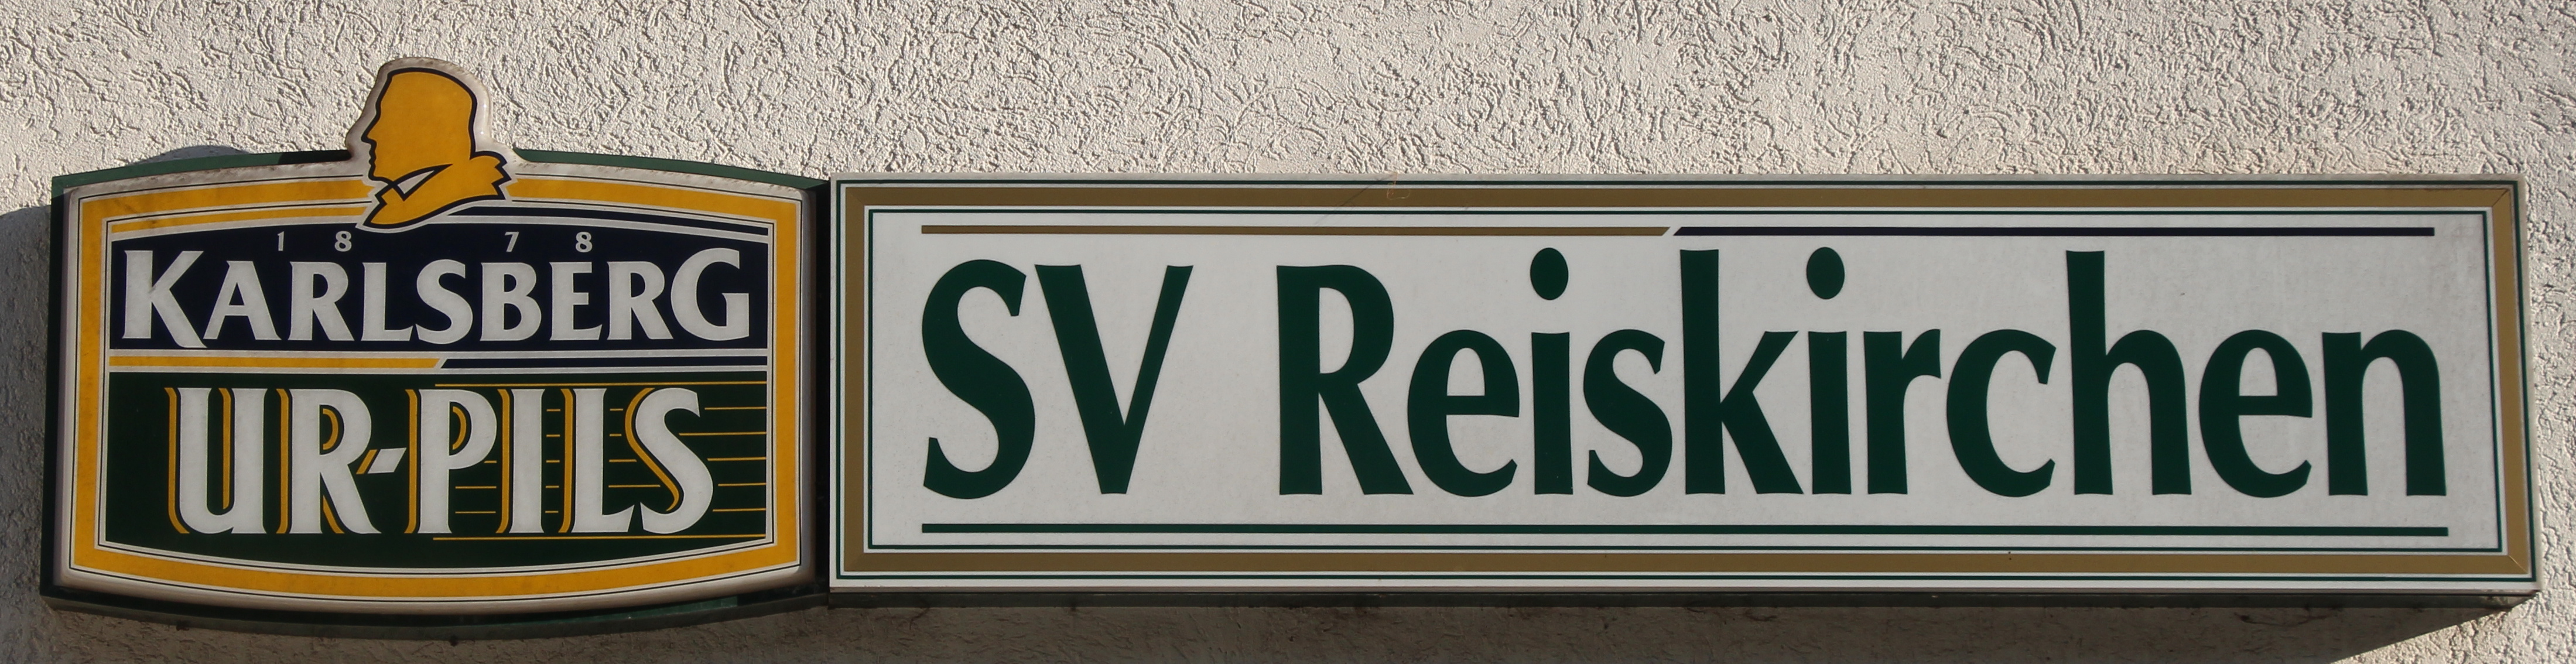 1878
KARLSBERG
UR-PILS
SV Reiskirchen